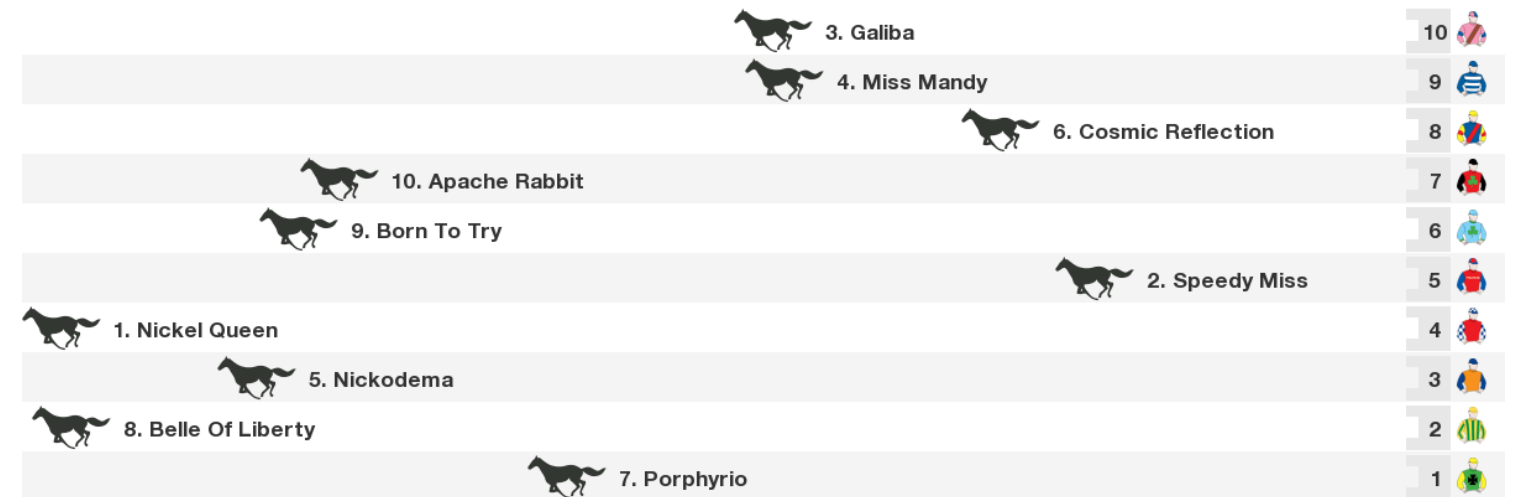 3. Galiba 10
4. Miss Mandy 9
6. Cosmic Reflection 8
10. Apache Rabbit 7
9. Born To Try 6
2. Speedy Miss 5
1. Nickel Queen 4
5. Nickodema 3
8. Belle Of Liberty 2
7. Porphyrio 1